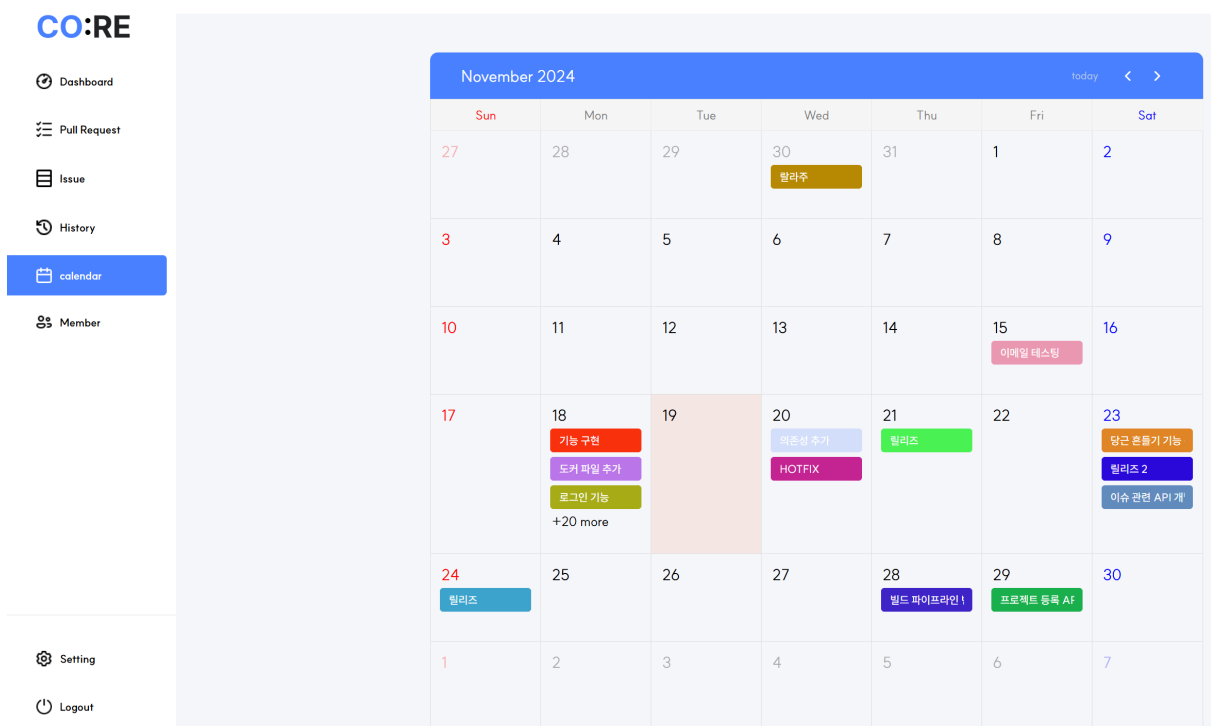 CO:RE
Dashboard
Pull Request
Issue
History
calendar
Member
Setting
Logout
November 2024
today
Sun Mon Tue Wed Thu Fri Sat
27 28 29 30 31 1 2
랄라주
3 4 5 6 7 8 9
10 11 12 13 14 15 16
이메일 테스팅
17 18 19 20 21 22 23
기능 구현 의존성 추가 릴리즈 당근 흔들기 기능
도커 파일 추가 HOTFIX 릴리즈 2
로그인 기능 이슈 관련 API 개
+20 more
24 25 26 27 28 29 30
릴리즈 빌드 파이프라인 프로젝트 등록 AP
1 2 3 4 5 6 7